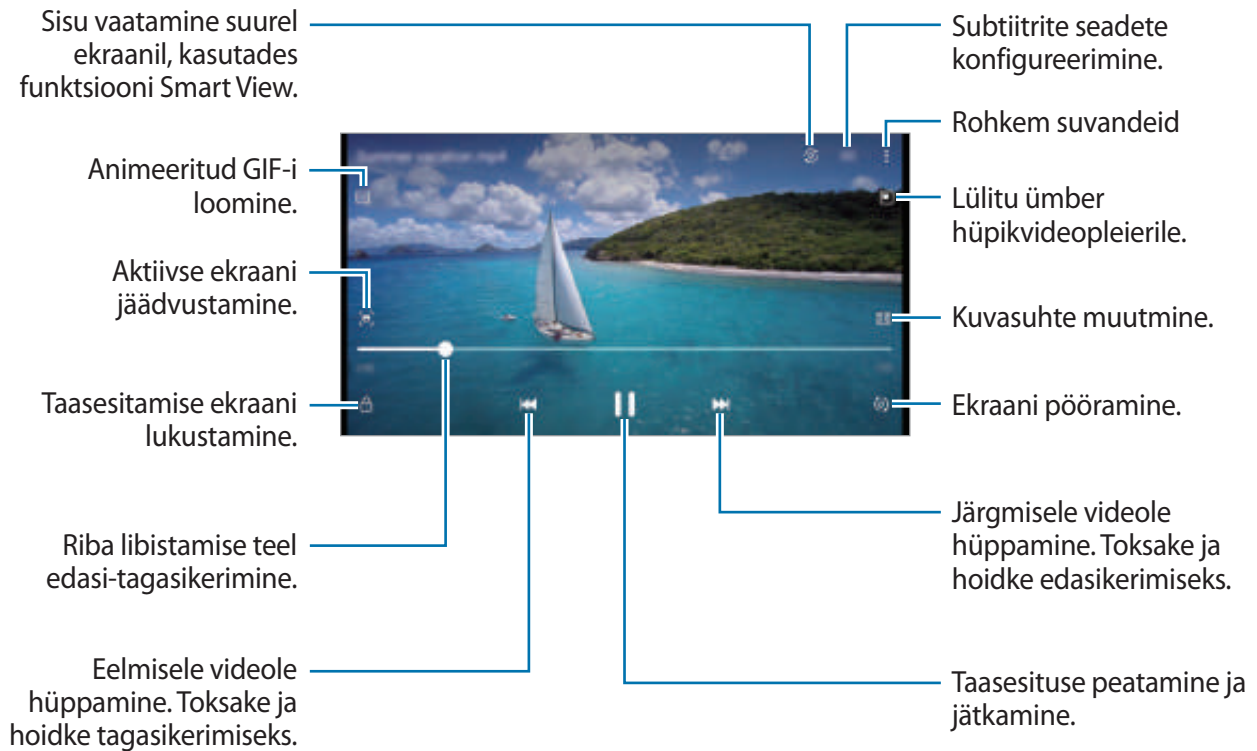 Sisu vaatamine suurel
ekraanil, kasutades
funktsiooni Smart View.
Animeeritud GIF-i
loomine.
Aktiivse ekraani
jäädvustamine.
Taasesitamise ekraani
lukustamine.
Riba libistamise teel
edasi-tagasikerimine.
Eelmisele videole
hüppamine. Toksake ja
hoidke tagasikerimiseks.
Subtiitrite seadete
konfigureerimine.
Rohkem suvandeid
Lülitu ümber
hüpikvideopleierile.
Kuvasuhte muutmine.
Ekraani pööramine.
Järgmisele videole
hüppamine. Toksake ja
hoidke edasikerimiseks.
Taasesituse peatamine ja
jätkamine.